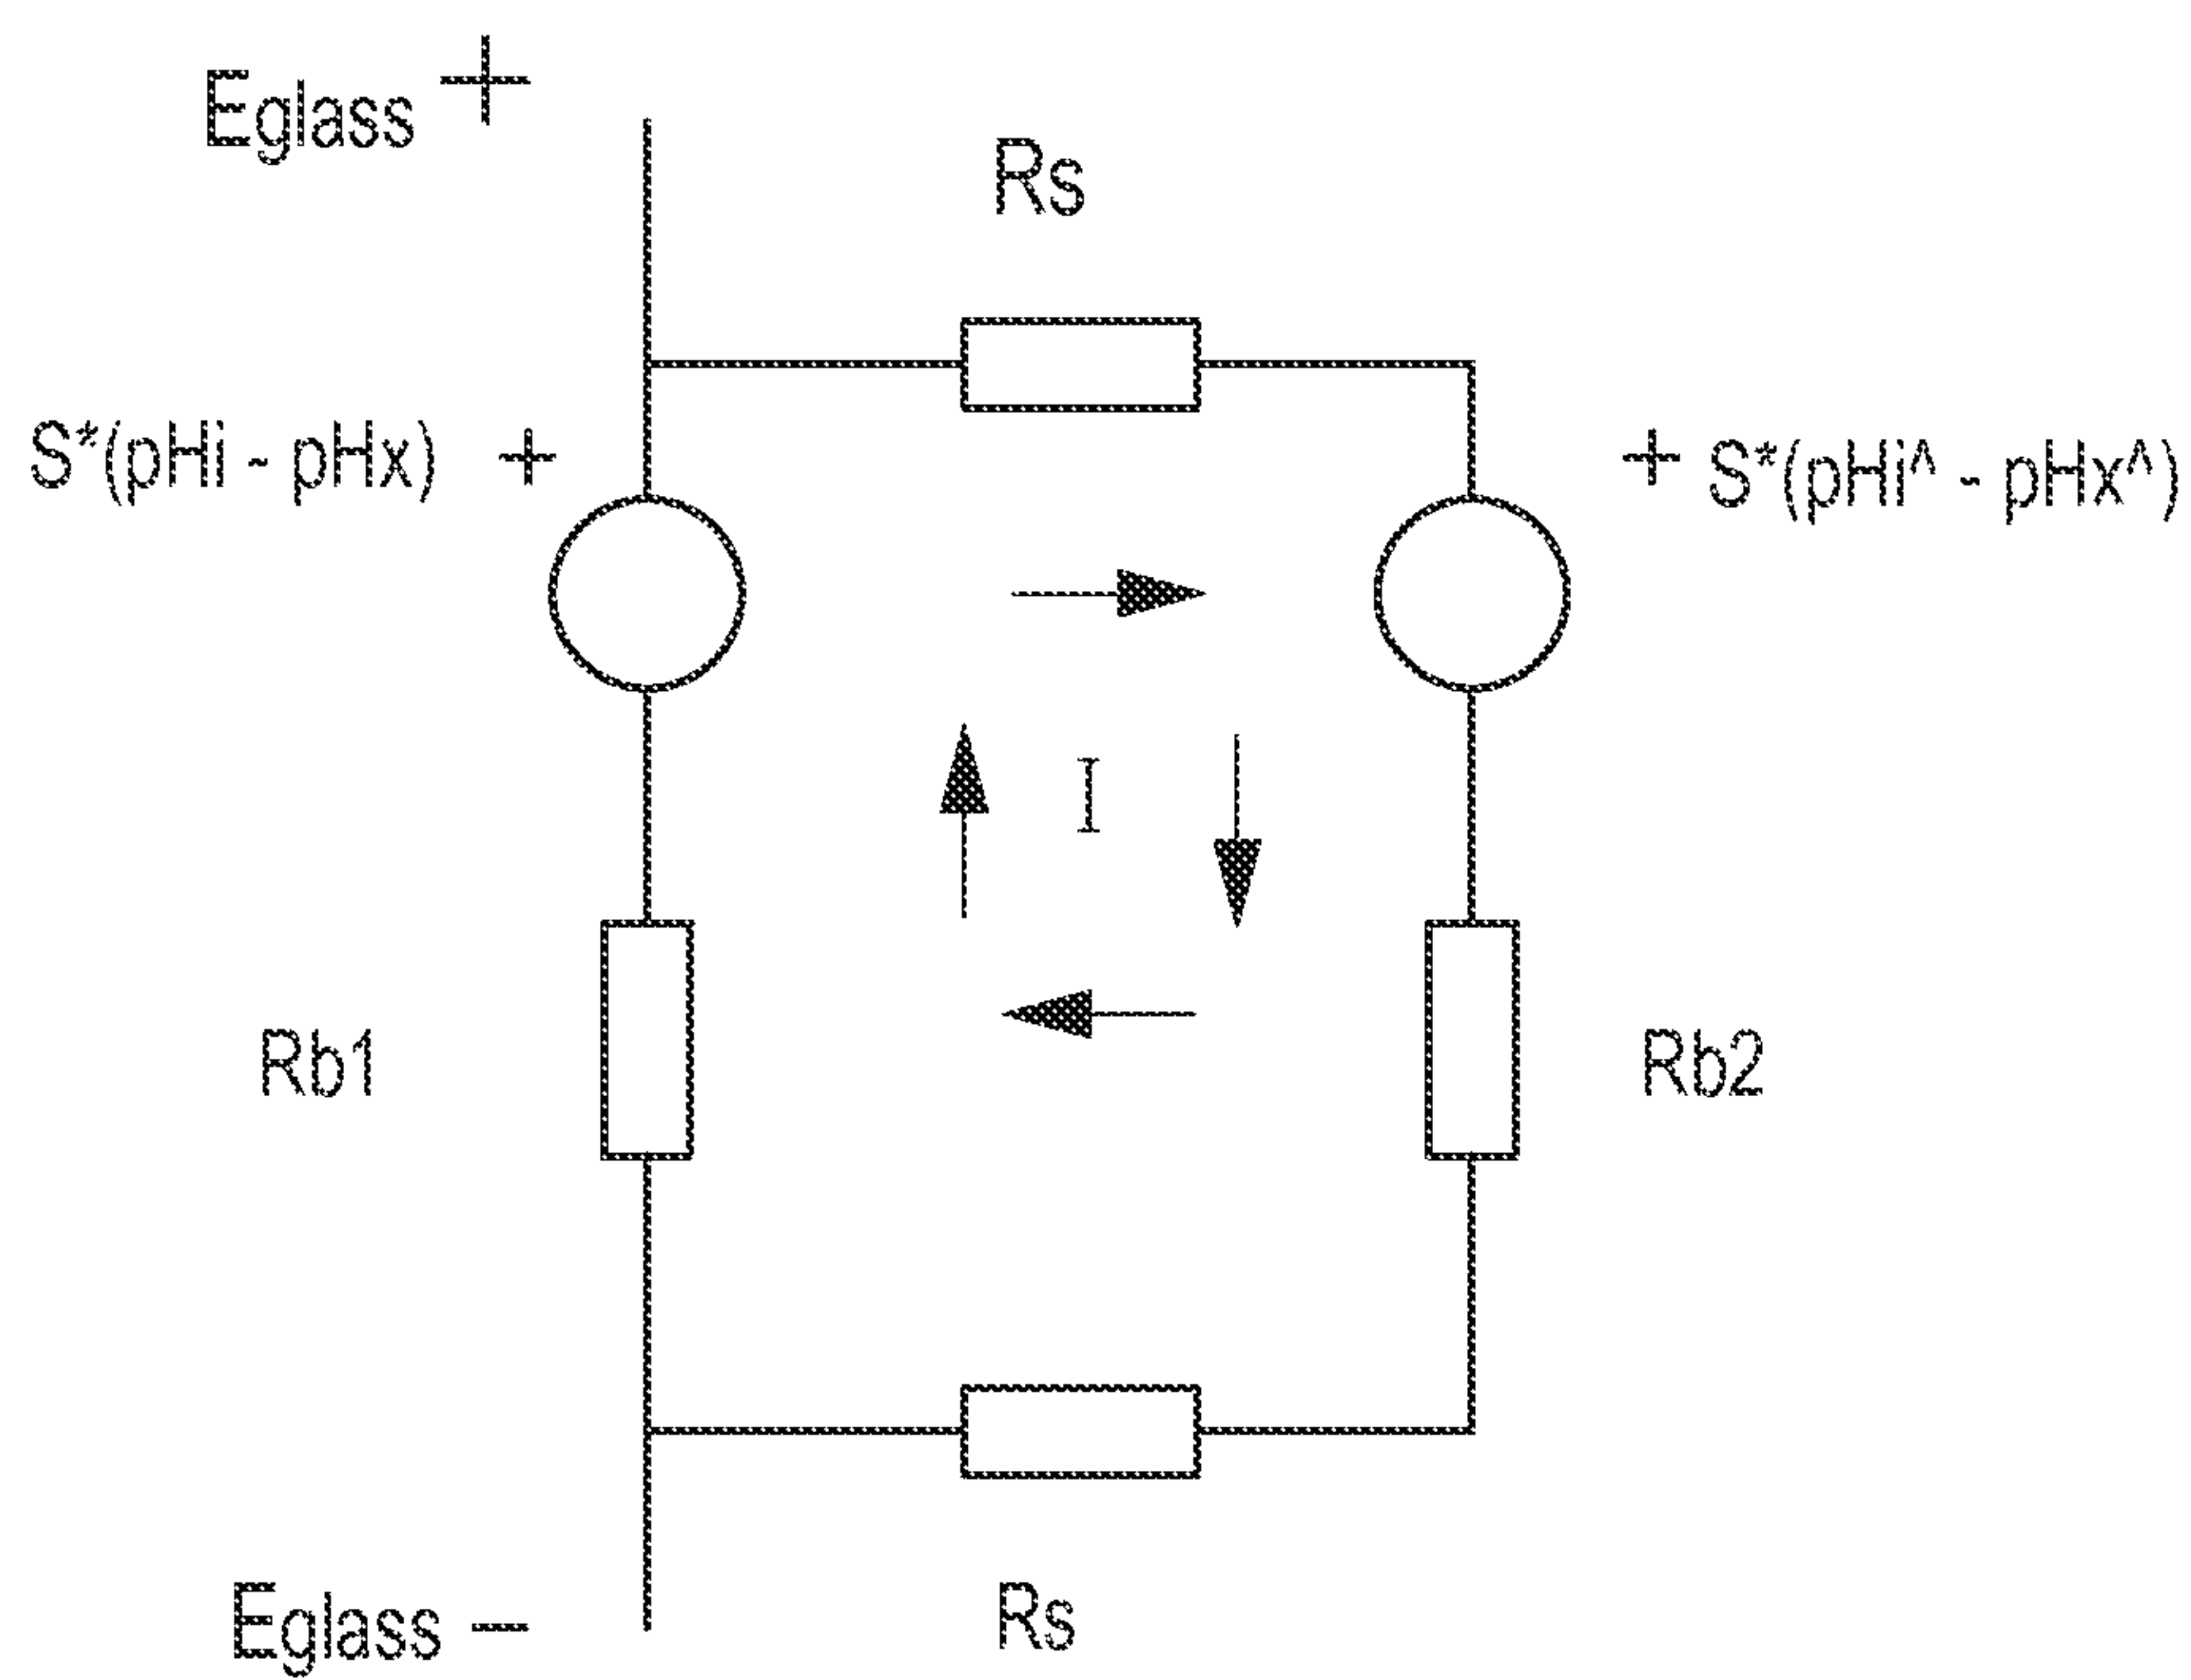 Eglass +
Rs
S*(pHi - pHx) +
+ S*(pHi^ - pHx^)
I
Rb1
Rb2
Eglass -
Rs